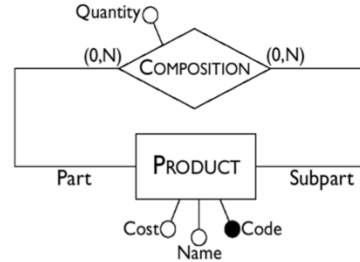 Quantity
(0,N) (0,N)
COMPOSITION
PRODUCT
Part Subpart
Cost Code
Name